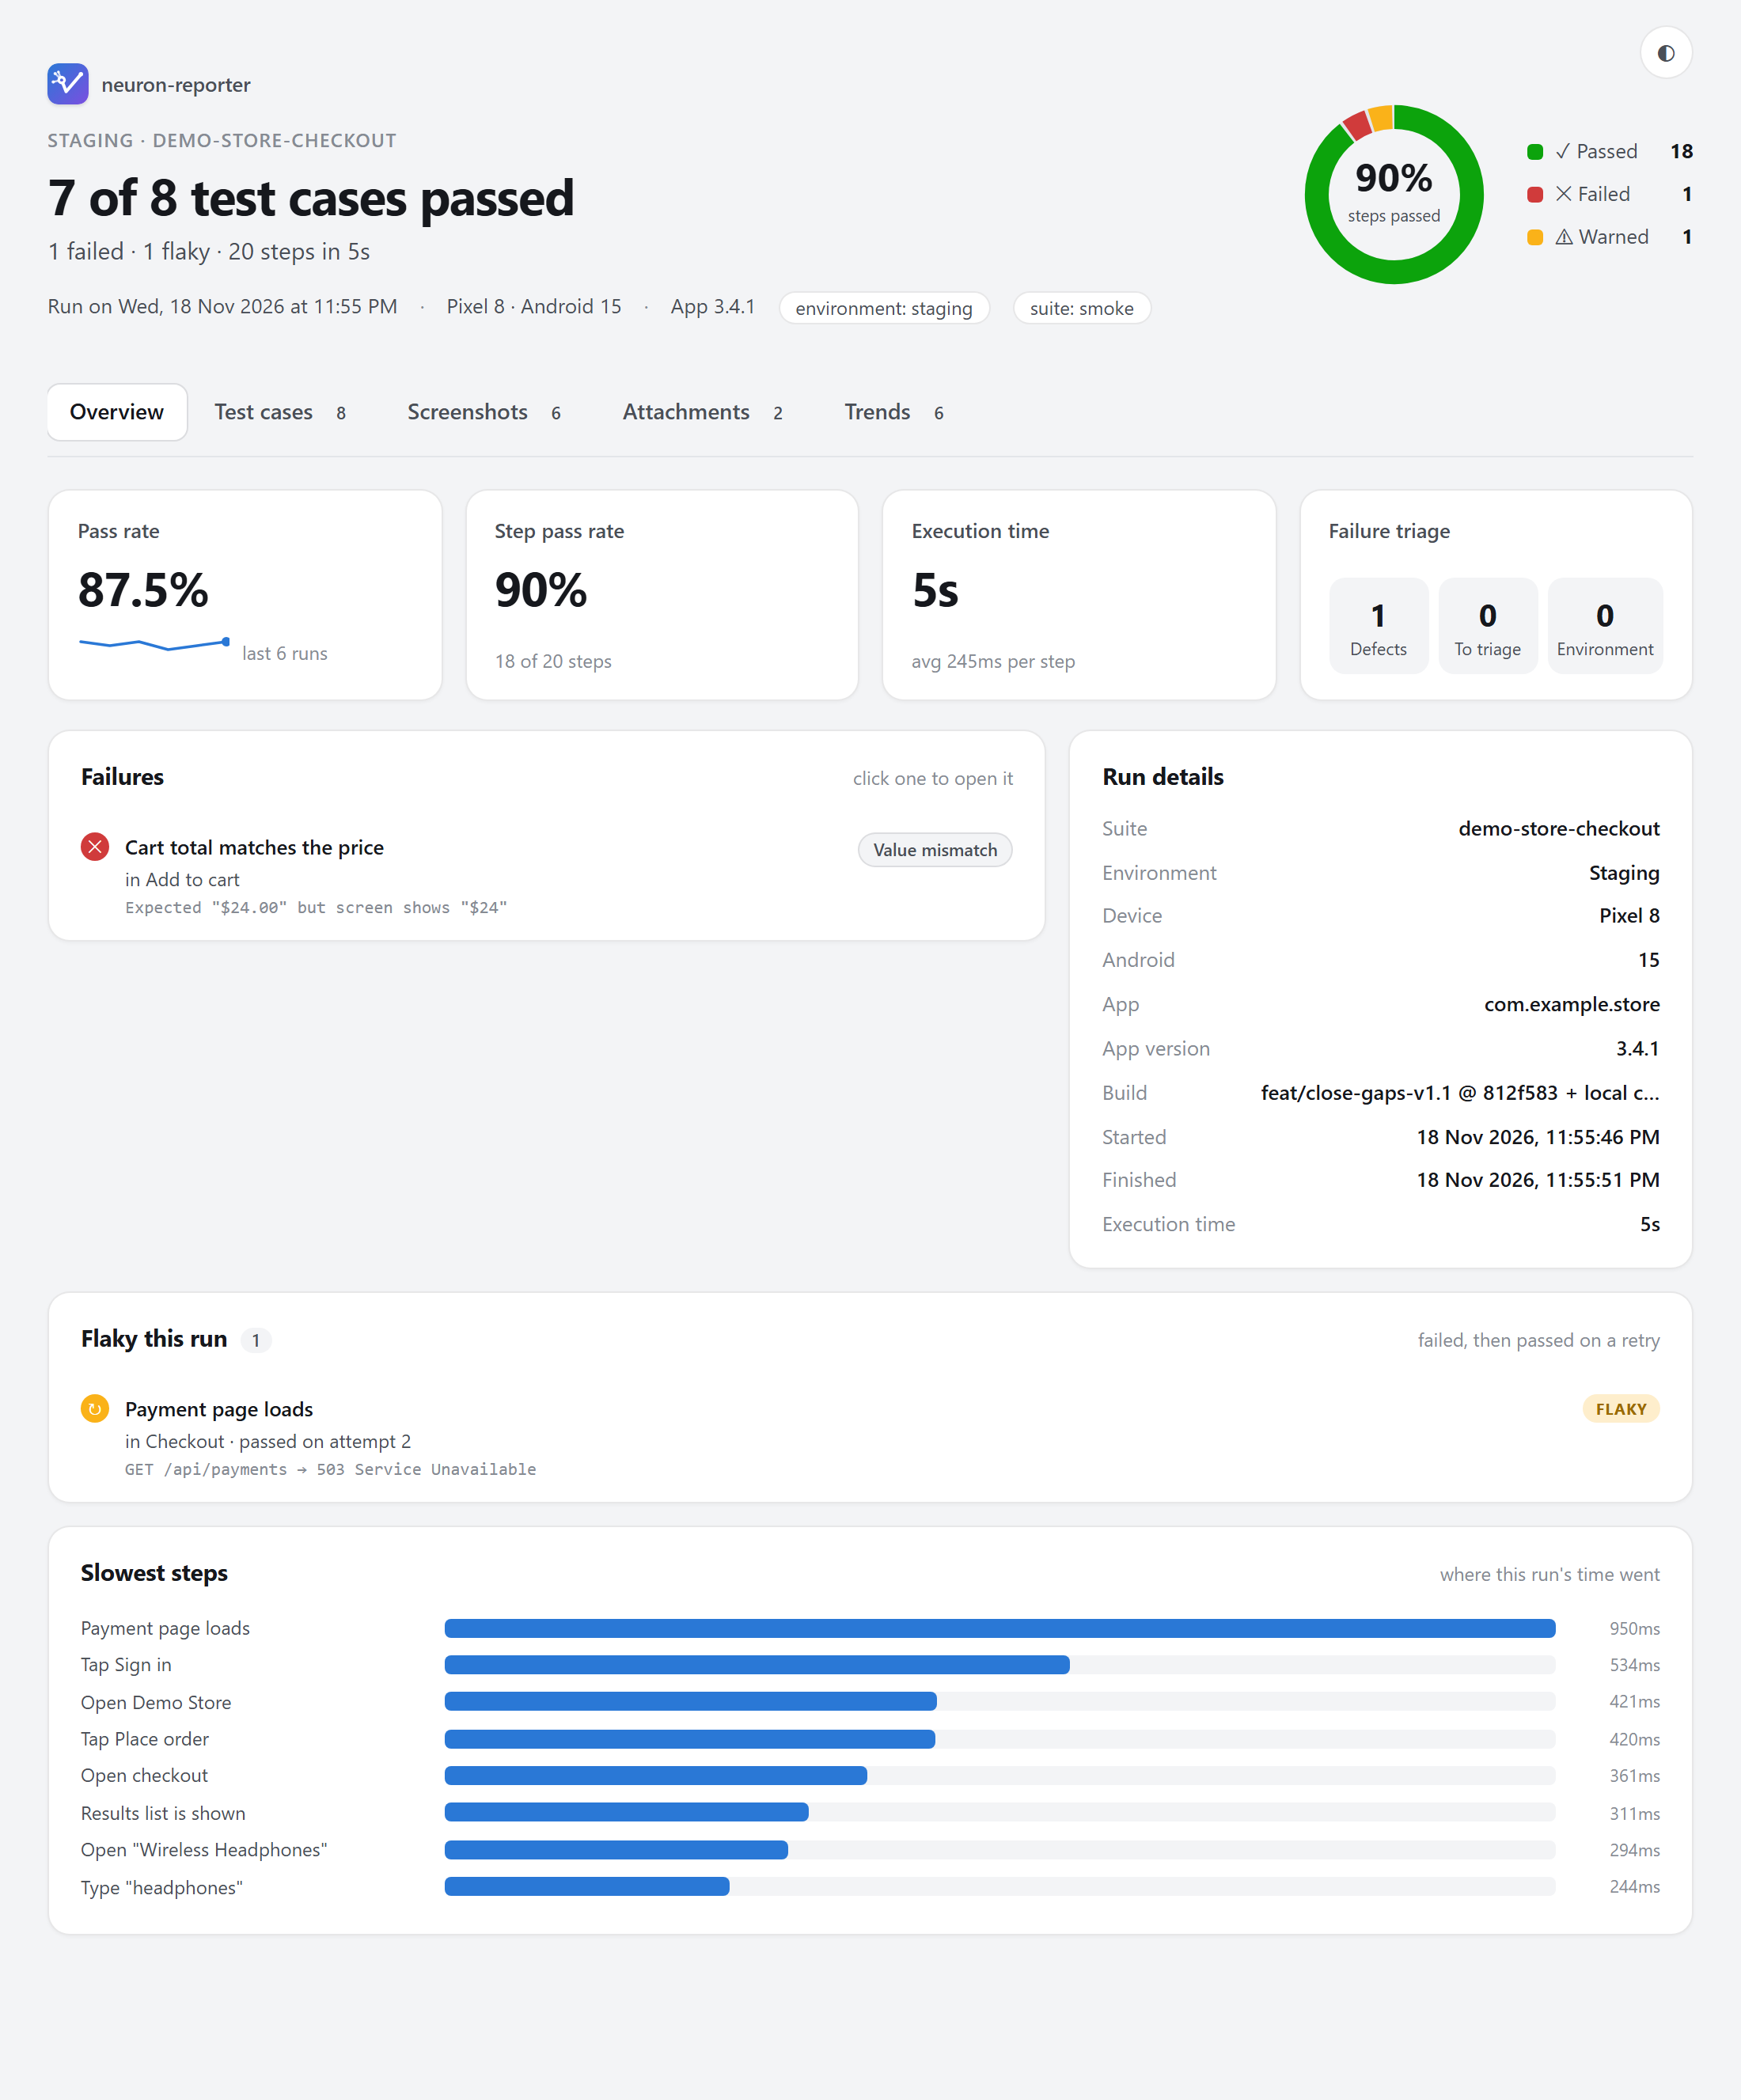 neuron-reporter
STAGING · DEMO-STORE-CHECKOUT
7 of 8 test cases passed
1 failed · 1 flaky · 20 steps in 5s
Run on Wed, 18 Nov 2026 at 11:55 PM · Pixel 8 · Android 15 · App 3.4.1 environment: staging suite: smoke
90%
steps passed
✓ Passed 18
✕ Failed 1
⚠ Warned 1
Overview Test cases 8 Screenshots 6 Attachments 2 Trends 6
Pass rate
87.5%
last 6 runs
Step pass rate
90%
18 of 20 steps
Execution time
5s
avg 245ms per step
Failure triage
1 0 0
Defects To triage Environment
Failures click one to open it
Cart total matches the price Value mismatch
in Add to cart
Expected "$24.00" but screen shows "$24"
Run details
Suite demo-store-checkout
Environment Staging
Device Pixel 8
Android 15
App com.example.store
App version 3.4.1
Build feat/close-gaps-v1.1 @ 812f583 + local c...
Started 18 Nov 2026, 11:55:46 PM
Finished 18 Nov 2026, 11:55:51 PM
Execution time 5s
Flaky this run 1 failed, then passed on a retry
Payment page loads FLAKY
in Checkout · passed on attempt 2
GET /api/payments → 503 Service Unavailable
Slowest steps where this run's time went
Payment page loads 950ms
Tap Sign in 534ms
Open Demo Store 421ms
Tap Place order 420ms
Open checkout 361ms
Results list is shown 311ms
Open "Wireless Headphones" 294ms
Type "headphones" 244ms